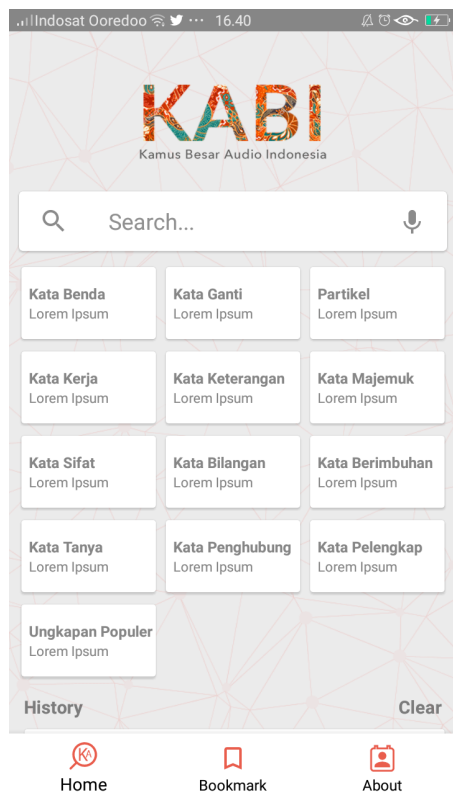 Indosat Ooredoo 16.40
KABI
Kamus Besar Audio Indonesia
Search...
Kata Benda
Lorem Ipsum
Kata Ganti
Lorem Ipsum
Partikel
Lorem Ipsum
Kata Kerja
Lorem Ipsum
Kata Keterangan
Lorem Ipsum
Kata Majemuk
Lorem Ipsum
Kata Sifat
Lorem Ipsum
Kata Bilangan
Lorem Ipsum
Kata Berimbuhan
Lorem Ipsum
Kata Tanya
Lorem Ipsum
Kata Penghubung
Lorem Ipsum
Kata Pelengkap
Lorem Ipsum
Ungkapan Populer
Lorem Ipsum
History Clear
KA
Home Bookmark About